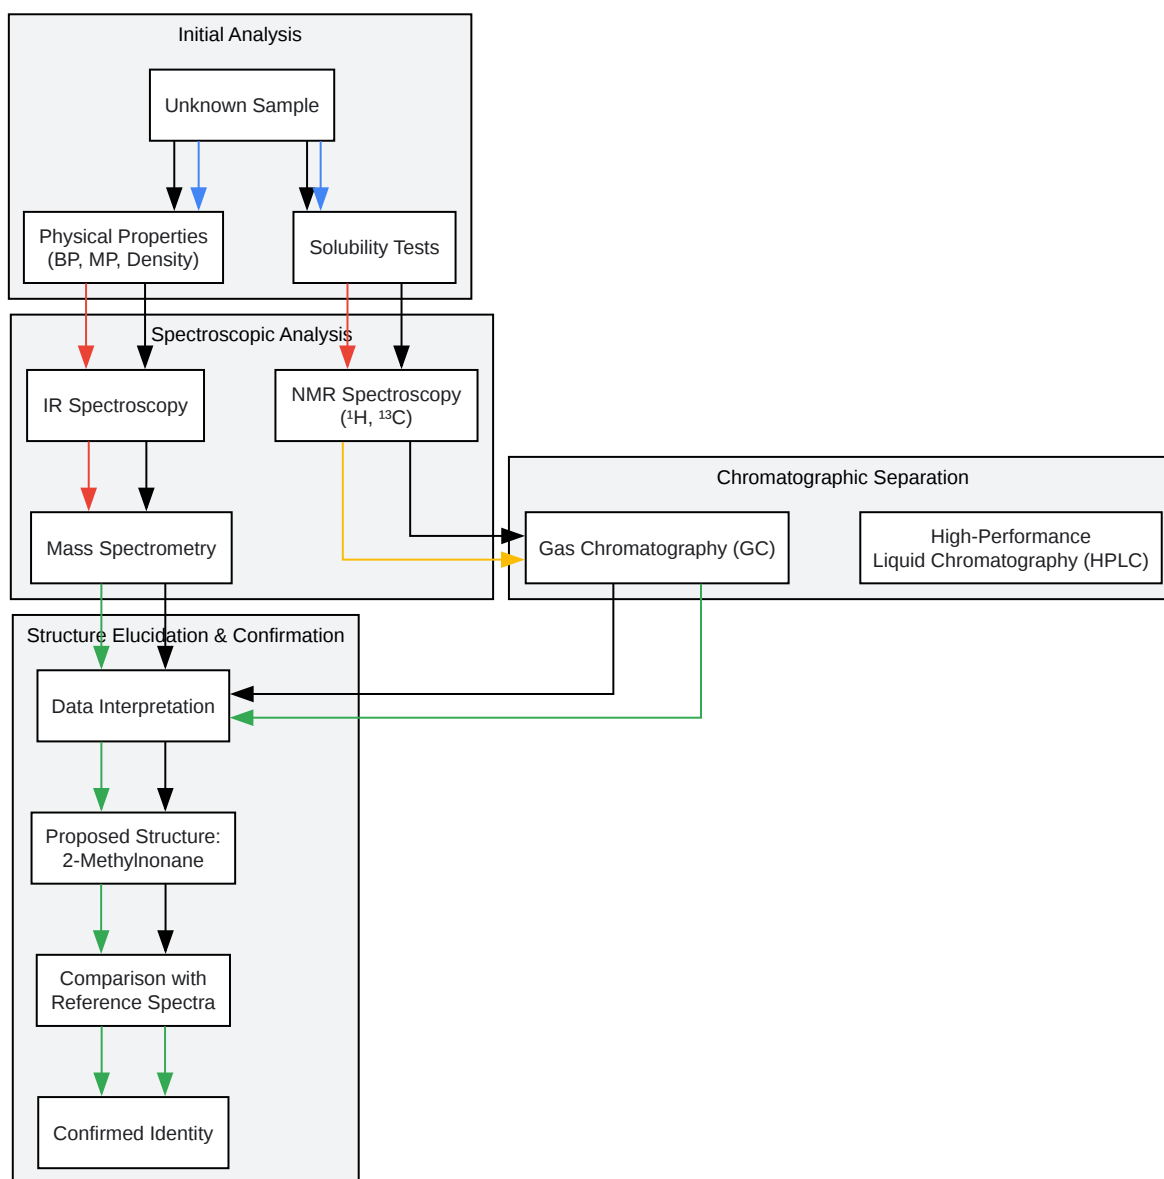 Initial Analysis
Unknown Sample
Physical Properties
(BP, MP, Density)
Solubility Tests
Spectroscopic Analysis
IR Spectroscopy
NMR Spectroscopy
(¹H, ¹³C)
Mass Spectrometry
Chromatographic Separation
Gas Chromatography (GC)
High-Performance
Liquid Chromatography (HPLC)
Structure Elucidation & Confirmation
Data Interpretation
Proposed Structure:
2-Methylnonane
Comparison with
Reference Spectra
Confirmed Identity